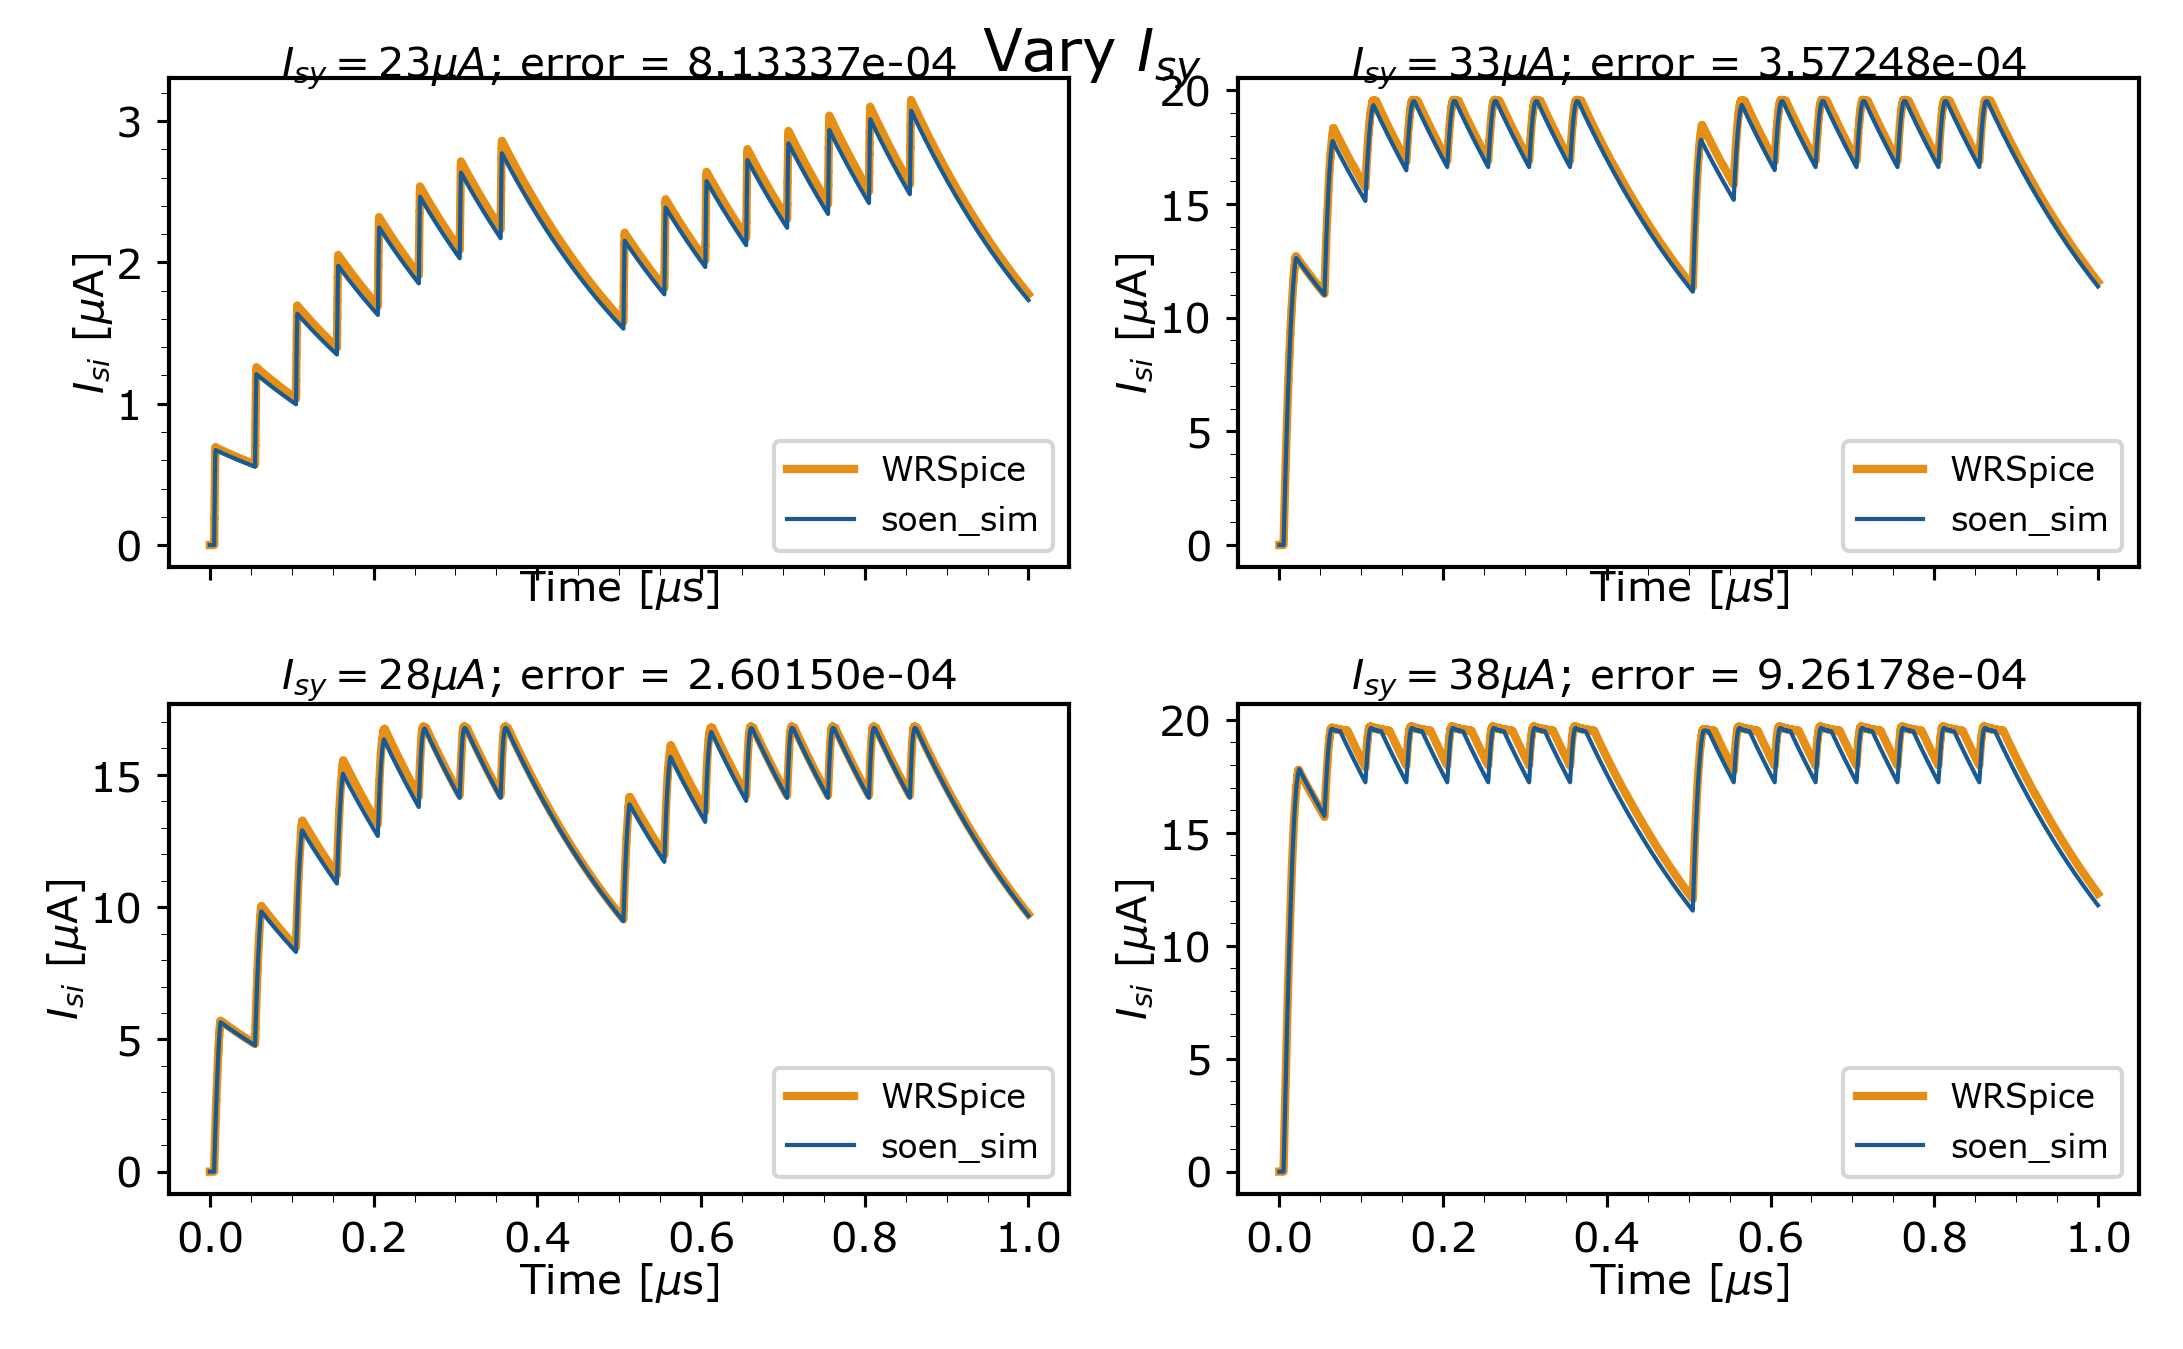 Vary I_sy
I_sy = 23μA; error = 8.13337e-04
3
2
1
0
I_si [μA]
WRSpice
soen_sim
Time [μs]
I_sy = 33μA; error = 3.57248e-04
20
15
10
5
0
I_si [μA]
WRSpice
soen_sim
Time [μs]
I_sy = 28μA; error = 2.60150e-04
15
10
5
0
I_si [μA]
WRSpice
soen_sim
0.0 0.2 0.4 0.6 0.8 1.0
Time [μs]
I_sy = 38μA; error = 9.26178e-04
20
15
10
5
0
I_si [μA]
WRSpice
soen_sim
0.0 0.2 0.4 0.6 0.8 1.0
Time [μs]